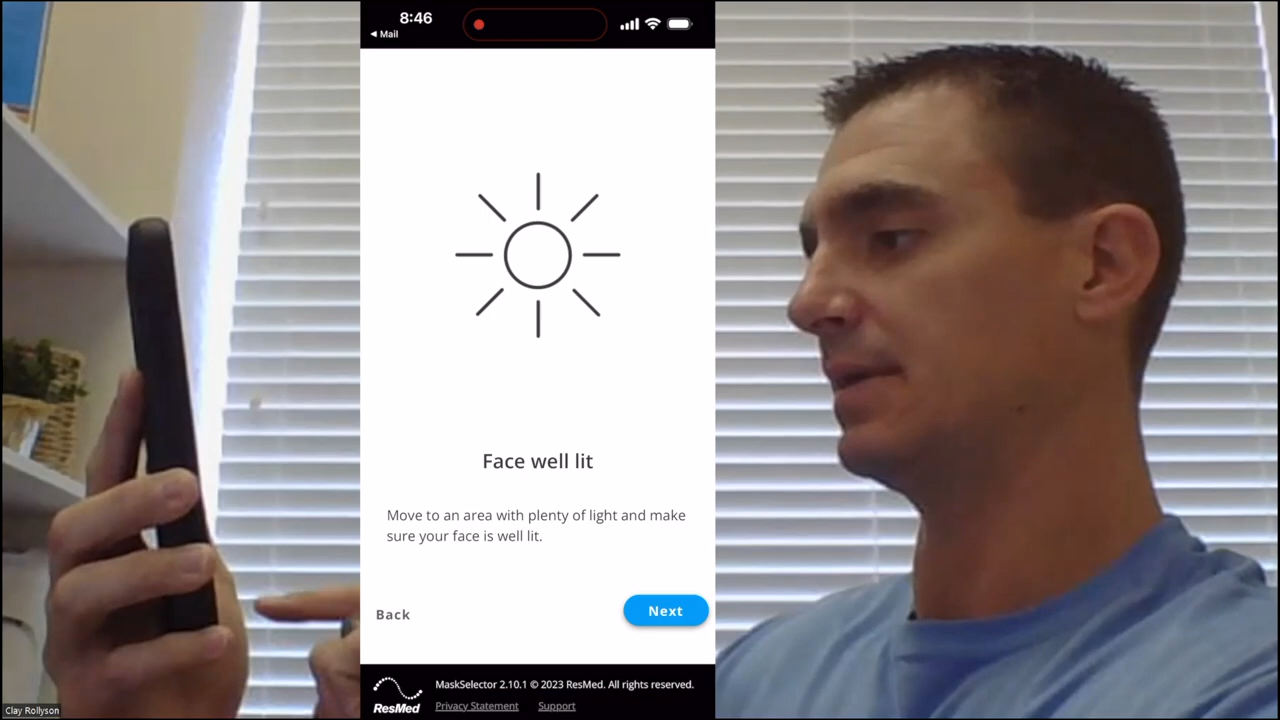 8:46
◀ Mail
Face well lit
Move to an area with plenty of light and make
sure your face is well lit.
Back
Next
MaskSelector 2.10.1 © 2023 ResMed. All rights reserved.
ResMed
Privacy Statement Support
Clay Rollyson